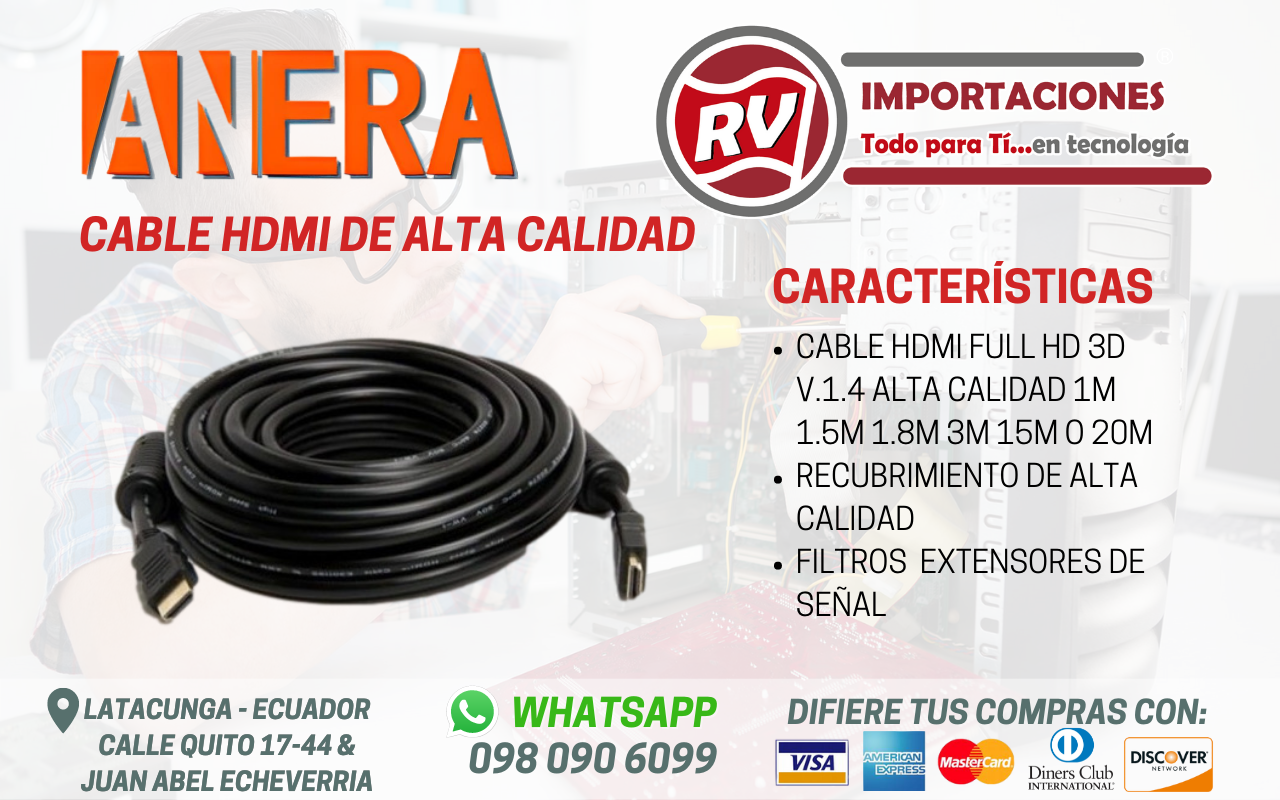 ANERA
RV
IMPORTACIONES
Todo para Tí...en tecnología
CABLE HDMI DE ALTA CALIDAD
CARACTERÍSTICAS
• CABLE HDMI FULL HD 3D
V.1.4 ALTA CALIDAD 1M
1.5M 1.8M 3M 15M O 20M
• RECUBRIMIENTO DE ALTA
CALIDAD
• FILTROS EXTENSORES DE
SEÑAL
LATACUNGA - ECUADOR
CALLE QUITO 17-44 &
JUAN ABEL ECHEVERRIA
WHATSAPP
098 090 6099
DIFIERE TUS COMPRAS CON:
VISA
AMERICAN
EXPRESS
MasterCard
Diners Club
INTERNATIONAL
DISCOVER
NETWORK